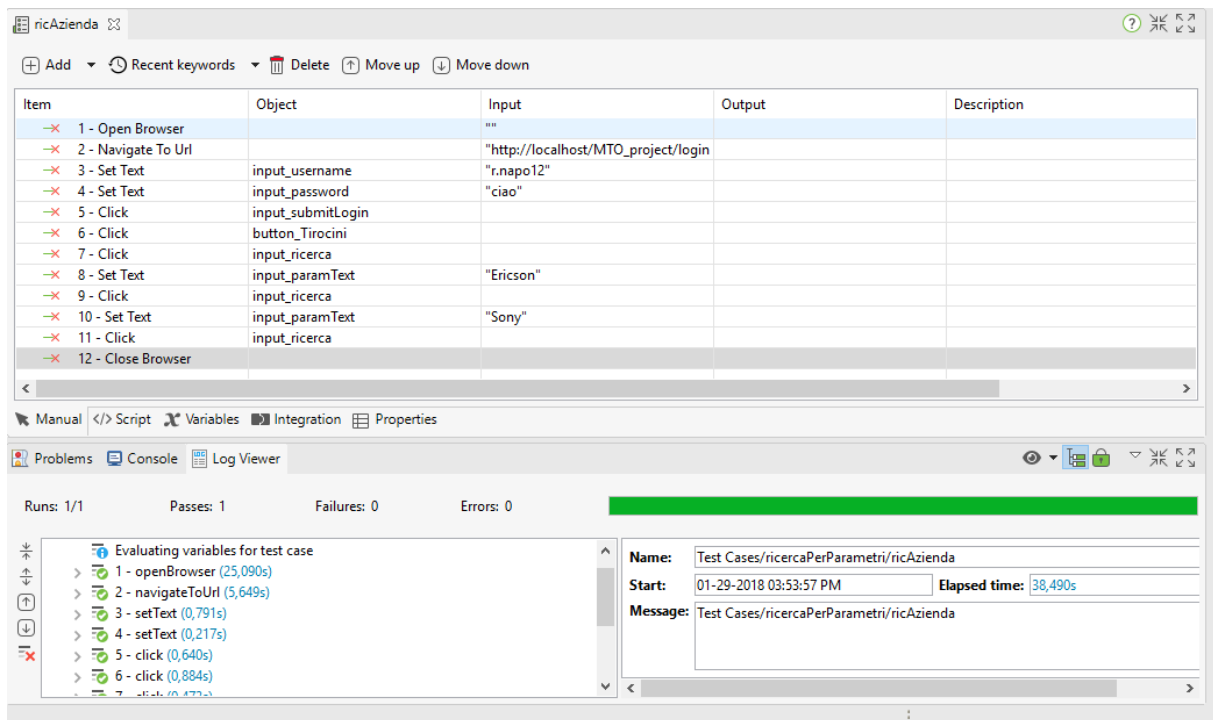 ricAzienda
Add Recent keywords Delete Move up Move down
Item Object Input Output Description
1 - Open Browser ""
2 - Navigate To Url "http://localhost/MTO_project/login
3 - Set Text input_username "r.napo12"
4 - Set Text input_password "ciao"
5 - Click input_submitLogin
6 - Click button_Tirocini
7 - Click input_ricerca
8 - Set Text input_paramText "Ericson"
9 - Click input_ricerca
10 - Set Text input_paramText "Sony"
11 - Click input_ricerca
12 - Close Browser
Manual </> Script Variables Integration Properties
Problems Console Log Viewer
Runs: 1/1 Passes: 1 Failures: 0 Errors: 0
Evaluating variables for test case
1 - openBrowser (25,090s)
2 - navigateToUrl (5,649s)
3 - setText (0,791s)
4 - setText (0,217s)
5 - click (0,640s)
6 - click (0,884s)
7 - click (0,473s)
Name: Test Cases/ricercaPerParametri/ricAzienda
Start: 01-29-2018 03:53:57 PM Elapsed time: 38,490s
Message: Test Cases/ricercaPerParametri/ricAzienda